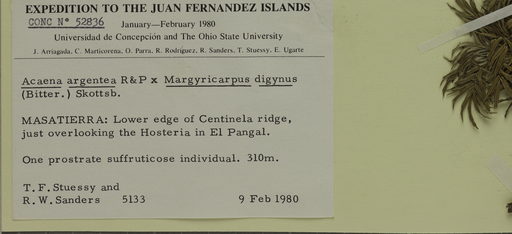 EXPEDITION TO THE JUAN FERNANDEZ ISLANDS
CONC Nº 52836 January—February 1980
Universidad de Concepción and The Ohio State University
J. Arriagada, C. Marticorena, O. Parra, R. Rodríguez, R. Sanders, T. Stuessy, E. Ugarte
Acaena argentea R&P x Margyricarpus digynus
(Bitter.) Skottsb.
MASATIERRA: Lower edge of Centinela ridge,
just overlooking the Hosteria in El Pangal.
One prostrate suffruticose individual. 310m.
T. F. Stuessy and
R. W. Sanders 5133 9 Feb 1980